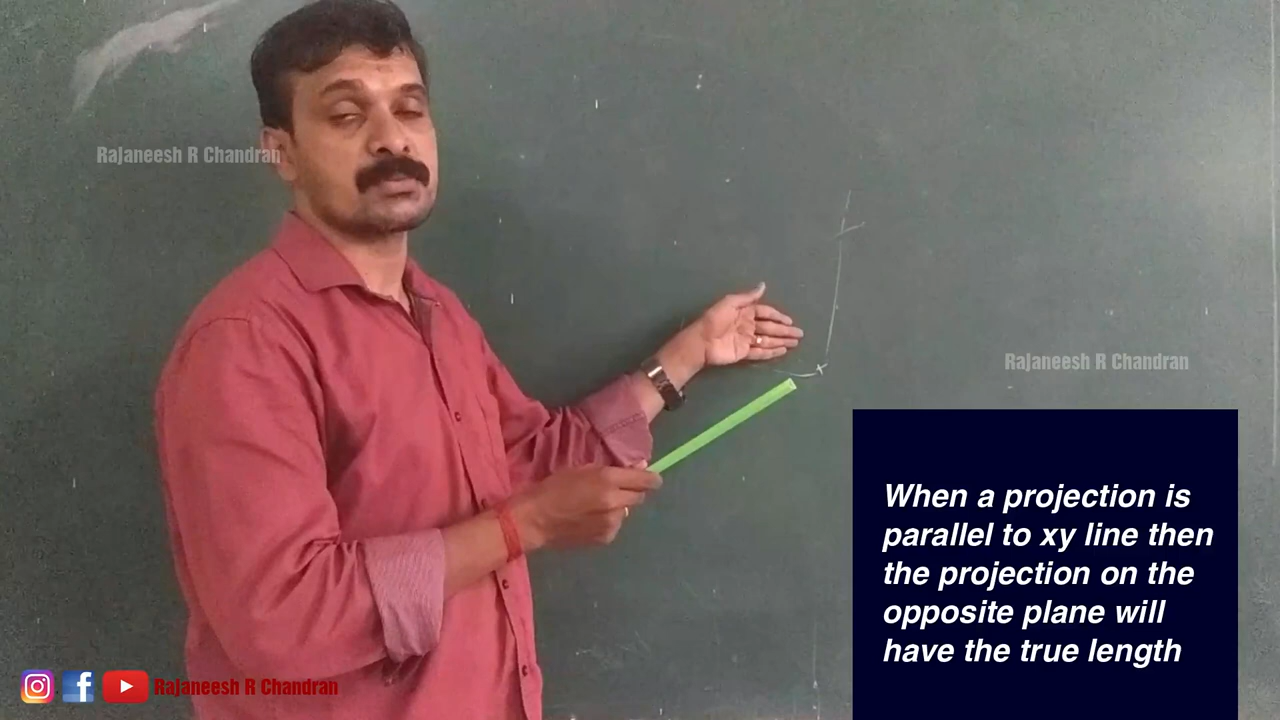 Rajaneesh R Chandran
Rajaneesh R Chandran
When a projection is
parallel to xy line then
the projection on the
opposite plane will
have the true length
Rajaneesh R Chandran